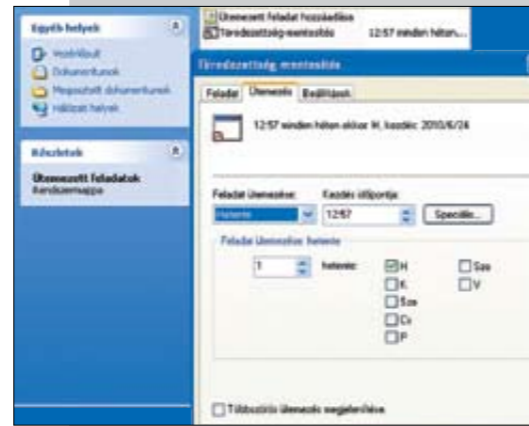 Egyéb helyek
Vezérlőpult
Dokumentumok
Megosztott dokumentumok
Hálózati helyek
Részletek
Ütemezett feladatok
Rendszermappa
Ütemezett feladat hozzáadása
Töredezettség-mentesítés 12:57 minden héten...
Töredezettség-mentesítés
Feladat Ütemezés Beállítások
12:57 minden héten ekkor: H, kezdés: 2010/6/24
Feladat ütemezése: Kezdés időpontja:
Hetente 12:57 Speciális...
Feladat ütemezése: hetente
1 hetente: H Szo
K V
Sze
Cs
P
Többszörös ütemezés megjelenítése